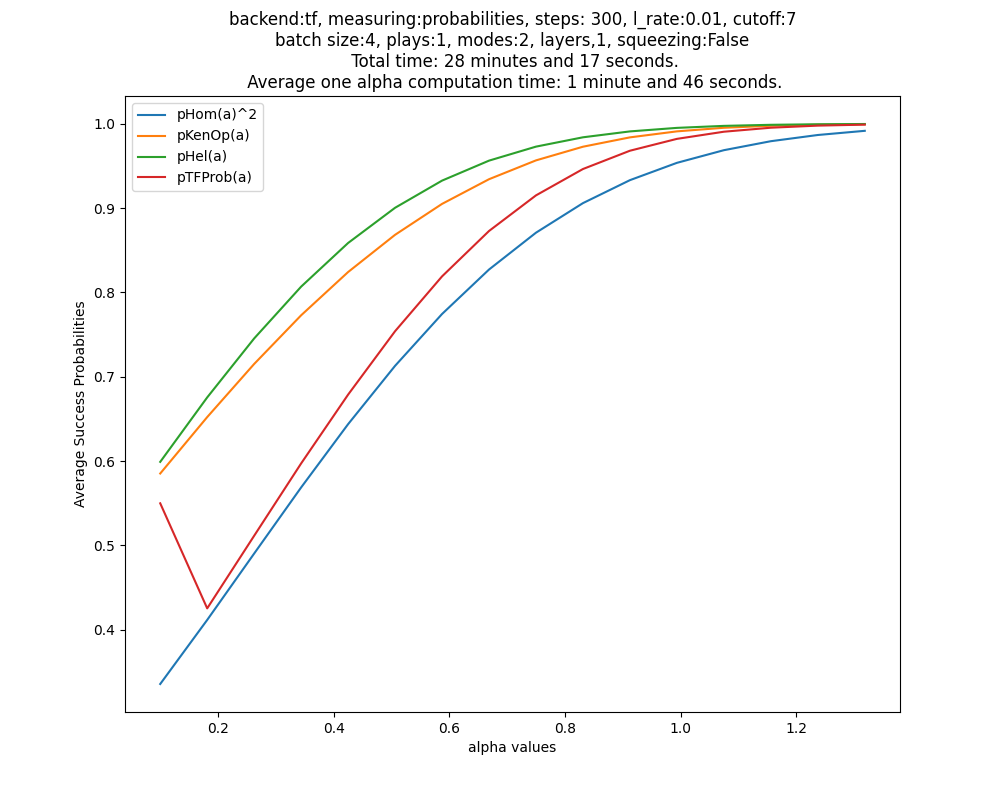 backend:tf, measuring:probabilities, steps: 300, l_rate:0.01, cutoff:7
batch size:4, plays:1, modes:2, layers,1, squeezing:False
Total time: 28 minutes and 17 seconds.
Average one alpha computation time: 1 minute and 46 seconds.
pHom(a)^2
pKenOp(a)
pHel(a)
pTFProb(a)
1.0
0.9
0.8
0.7
0.6
0.5
0.4
Average Success Probabilities
0.2 0.4 0.6 0.8 1.0 1.2
alpha values